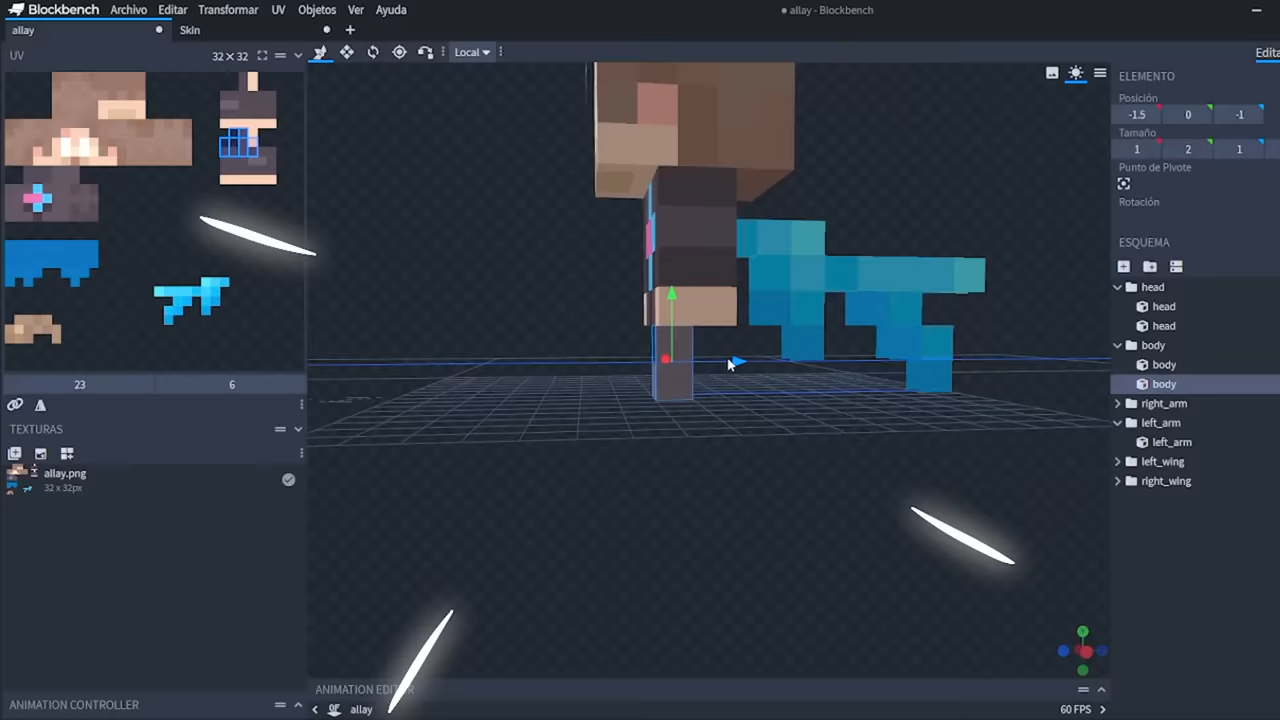 Blockbench Archivo Editar Transformar UV Objetos Ver Ayuda
allay - Blockbench
allay
Skin
UV
32 × 32
Local
23 6
TEXTURAS
allay.png
32 x 32px
ANIMATION CONTROLLER
allay
60 FPS
ELEMENTO
Posición
-1.5 0 -1
Tamaño
1 2 1
Punto de Pivote
Rotación
ESQUEMA
head
head
head
body
body
body
right_arm
left_arm
left_arm
left_wing
right_wing